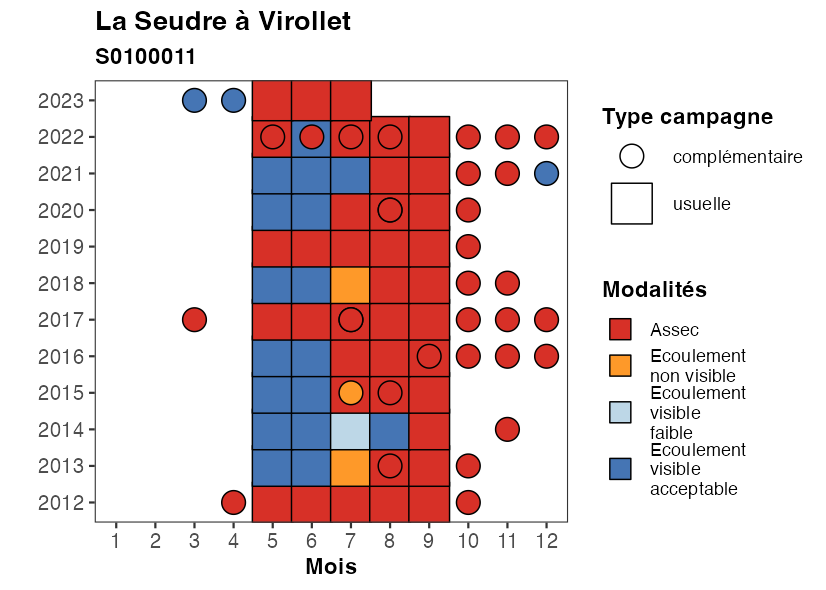 La Seudre à Virollet
S0100011
2023
2022
2021
2020
2019
2018
2017
2016
2015
2014
2013
2012
1 2 3 4 5 6 7 8 9 10 11 12
Mois
Type campagne
complémentaire
usuelle
Modalités
Assec
Ecoulement
non visible
Ecoulement
visible
faible
Ecoulement
visible
acceptable